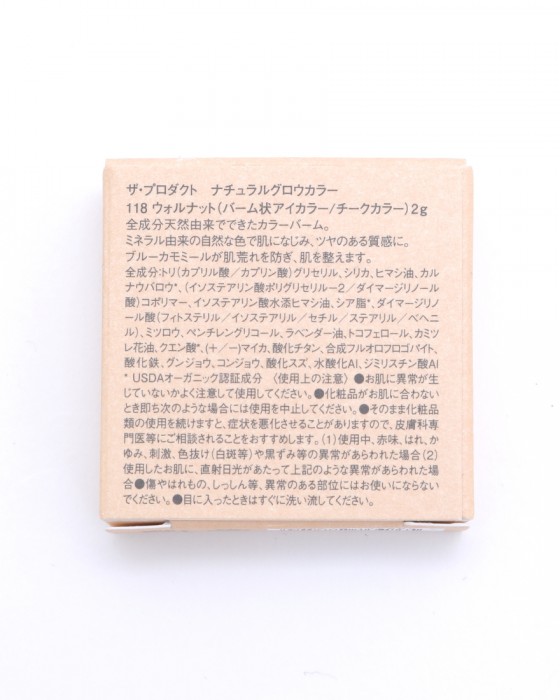 ザ・プロダクト　ナチュラルグロウカラー
118 ウォルナット（バーム状アイカラー/チークカラー）2g
全成分天然由来でできたカラーバーム。
ミネラル由来の自然な色で肌になじみ、ツヤのある質感に。
ブルーカモミールが肌荒れを防ぎ、肌を整えます。
全成分:トリ（カプリル酸／カプリン酸）グリセリル、シリカ、ヒマシ油、カル
ナウバロウ*、（イソステアリン酸ポリグリセリル－2／ダイマージリノール
酸）コポリマー、イソステアリン酸水添ヒマシ油、シア脂*、ダイマージリノ
ール酸（フィトステリル／イソステアリル／セチル／ステアリル／ベヘニ
ル）、ミツロウ、ペンチレングリコール、ラベンダー油、トコフェロール、カミツ
レ花油、クエン酸*、（＋／－）マイカ、酸化チタン、合成フルオロフロゴパイト、
酸化鉄、グンジョウ、コンジョウ、酸化スズ、水酸化Al、ジミリスチン酸Al
* USDAオーガニック認証成分　〈使用上の注意〉●お肌に異常が生
じていないかよく注意して使用してください。●化粧品がお肌に合わない
とき即ち次のような場合には使用を中止してください。●そのまま化粧品
類の使用を続けますと、症状を悪化させることがありますので、皮膚科専
門医等にご相談されることをおすすめします。（1）使用中、赤味、はれ、か
ゆみ、刺激、色抜け（白斑等）や黒ずみ等の異常があらわれた場合（2）
使用したお肌に、直射日光があたって上記のような異常があらわれた場
合●傷やはれもの、しっしん等、異常のある部位にはお使いにならない
でください。●目に入ったときはすぐに洗い流してください。